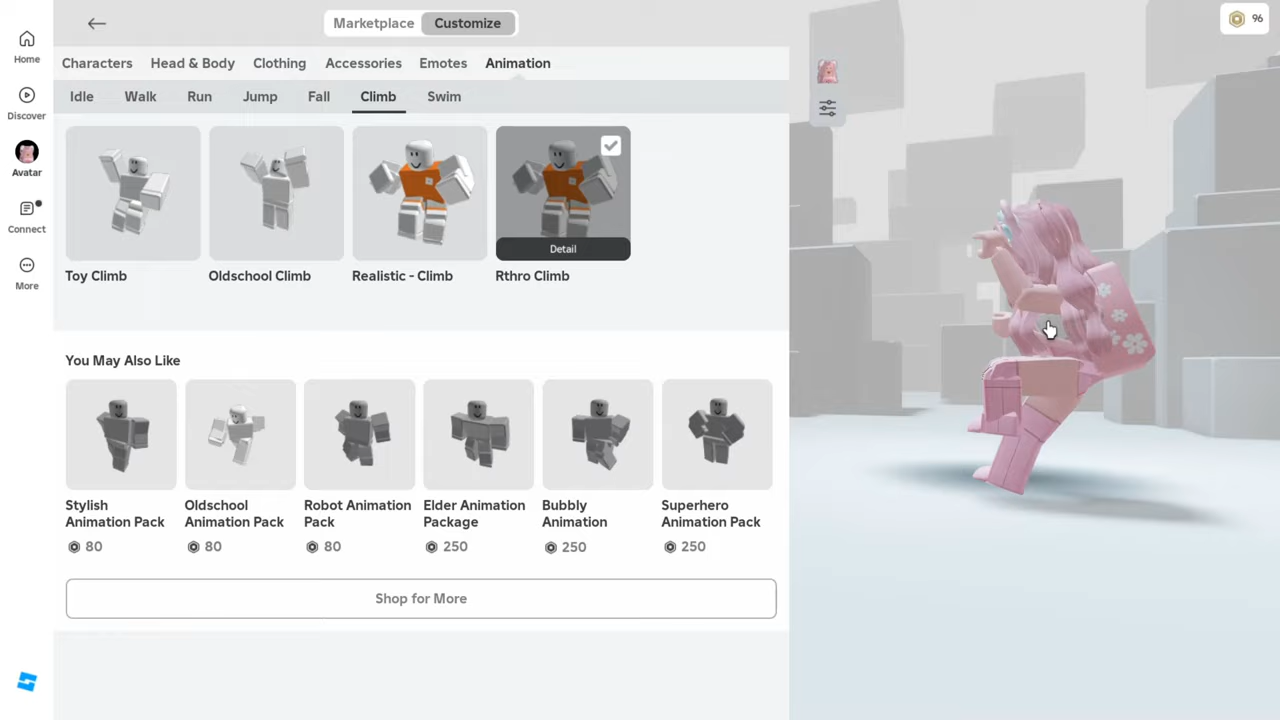 Marketplace Customize
96
Home
Discover
Avatar
Connect
More
Characters Head & Body Clothing Accessories Emotes Animation
Idle Walk Run Jump Fall Climb Swim
Detail
Toy Climb Oldschool Climb Realistic - Climb Rthro Climb
You May Also Like
Stylish Animation Pack
80
Oldschool Animation Pack
80
Robot Animation Pack
80
Elder Animation Package
250
Bubbly Animation
250
Superhero Animation Pack
250
Shop for More